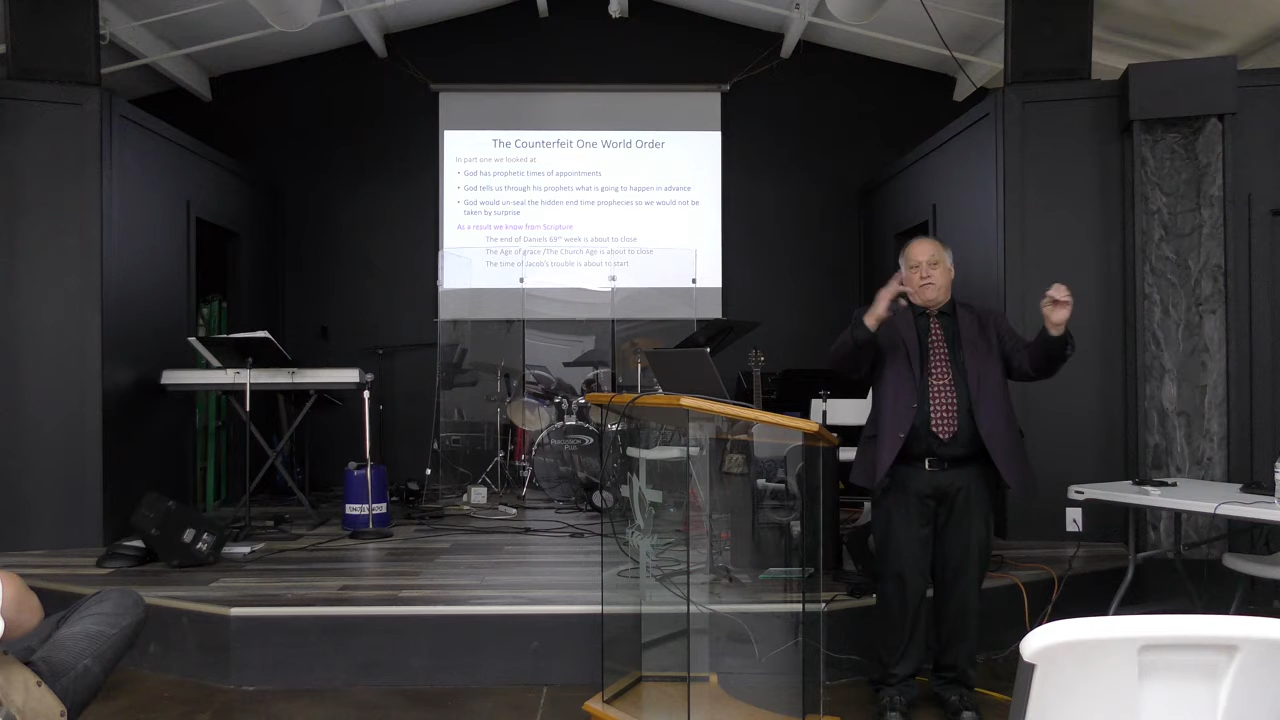 The Counterfeit One World Order
In part one we looked at
• God has prophetic times of appointments
• God tells us through his prophets what is going to happen in advance
• God would un-seal the hidden end time prophecies so we would not be
taken by surprise
As a result we know from Scripture
The end of Daniels 69th week is about to close
The Age of grace /The Church Age is about to close
The time of Jacob's trouble is about to start
PERCUSSION
PLUS